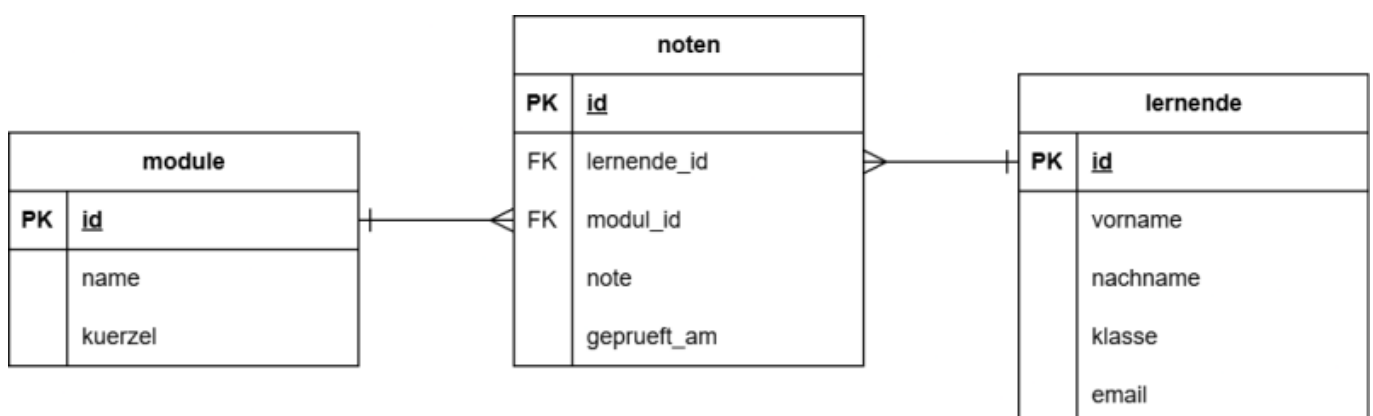 module
PK id
name
kuerzel
noten
PK id
FK lernende_id
FK modul_id
note
geprueft_am
lernende
PK id
vorname
nachname
klasse
email